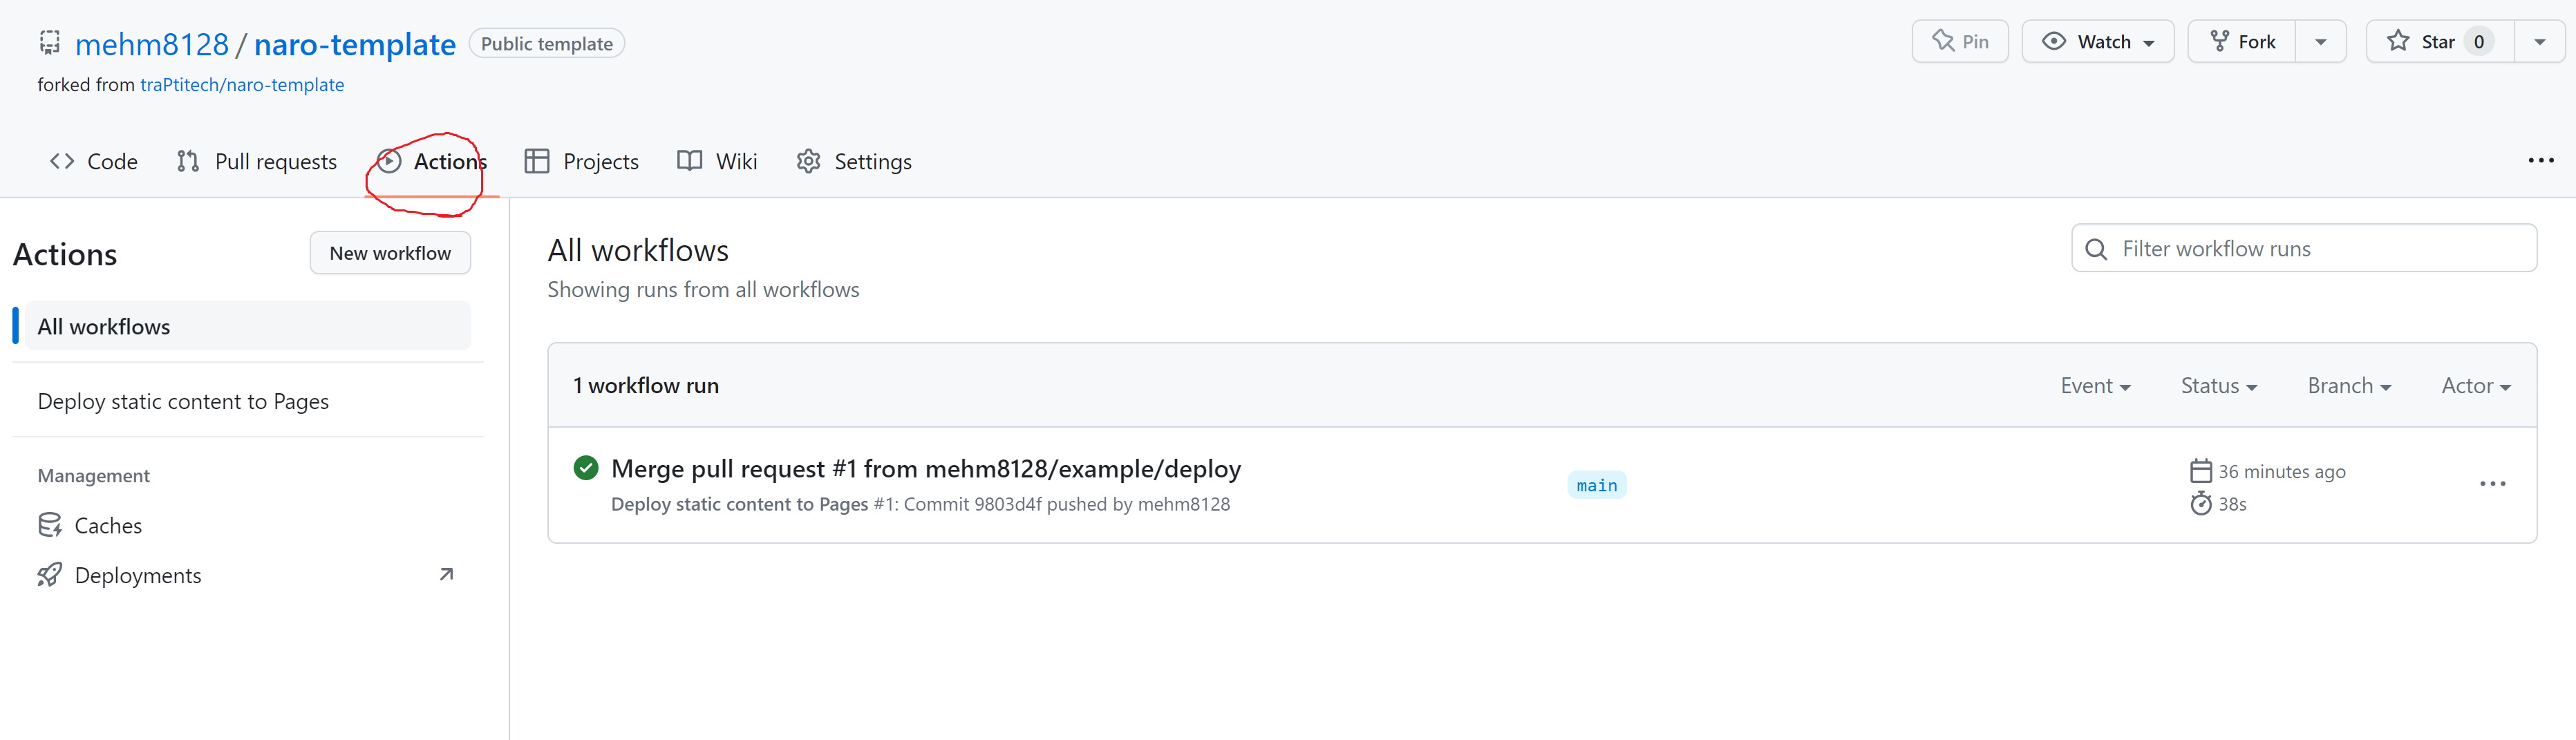 mehm8128 / naro-template Public template
Pin Watch Fork Star 0
forked from traPtitech/naro-template
Code Pull requests Actions Projects Wiki Settings
Actions New workflow
All workflows
Deploy static content to Pages
Management
Caches
Deployments
All workflows
Showing runs from all workflows
Filter workflow runs
1 workflow run
Event Status Branch Actor
Merge pull request #1 from mehm8128/example/deploy
Deploy static content to Pages #1: Commit 9803d4f pushed by mehm8128
main
36 minutes ago
38s